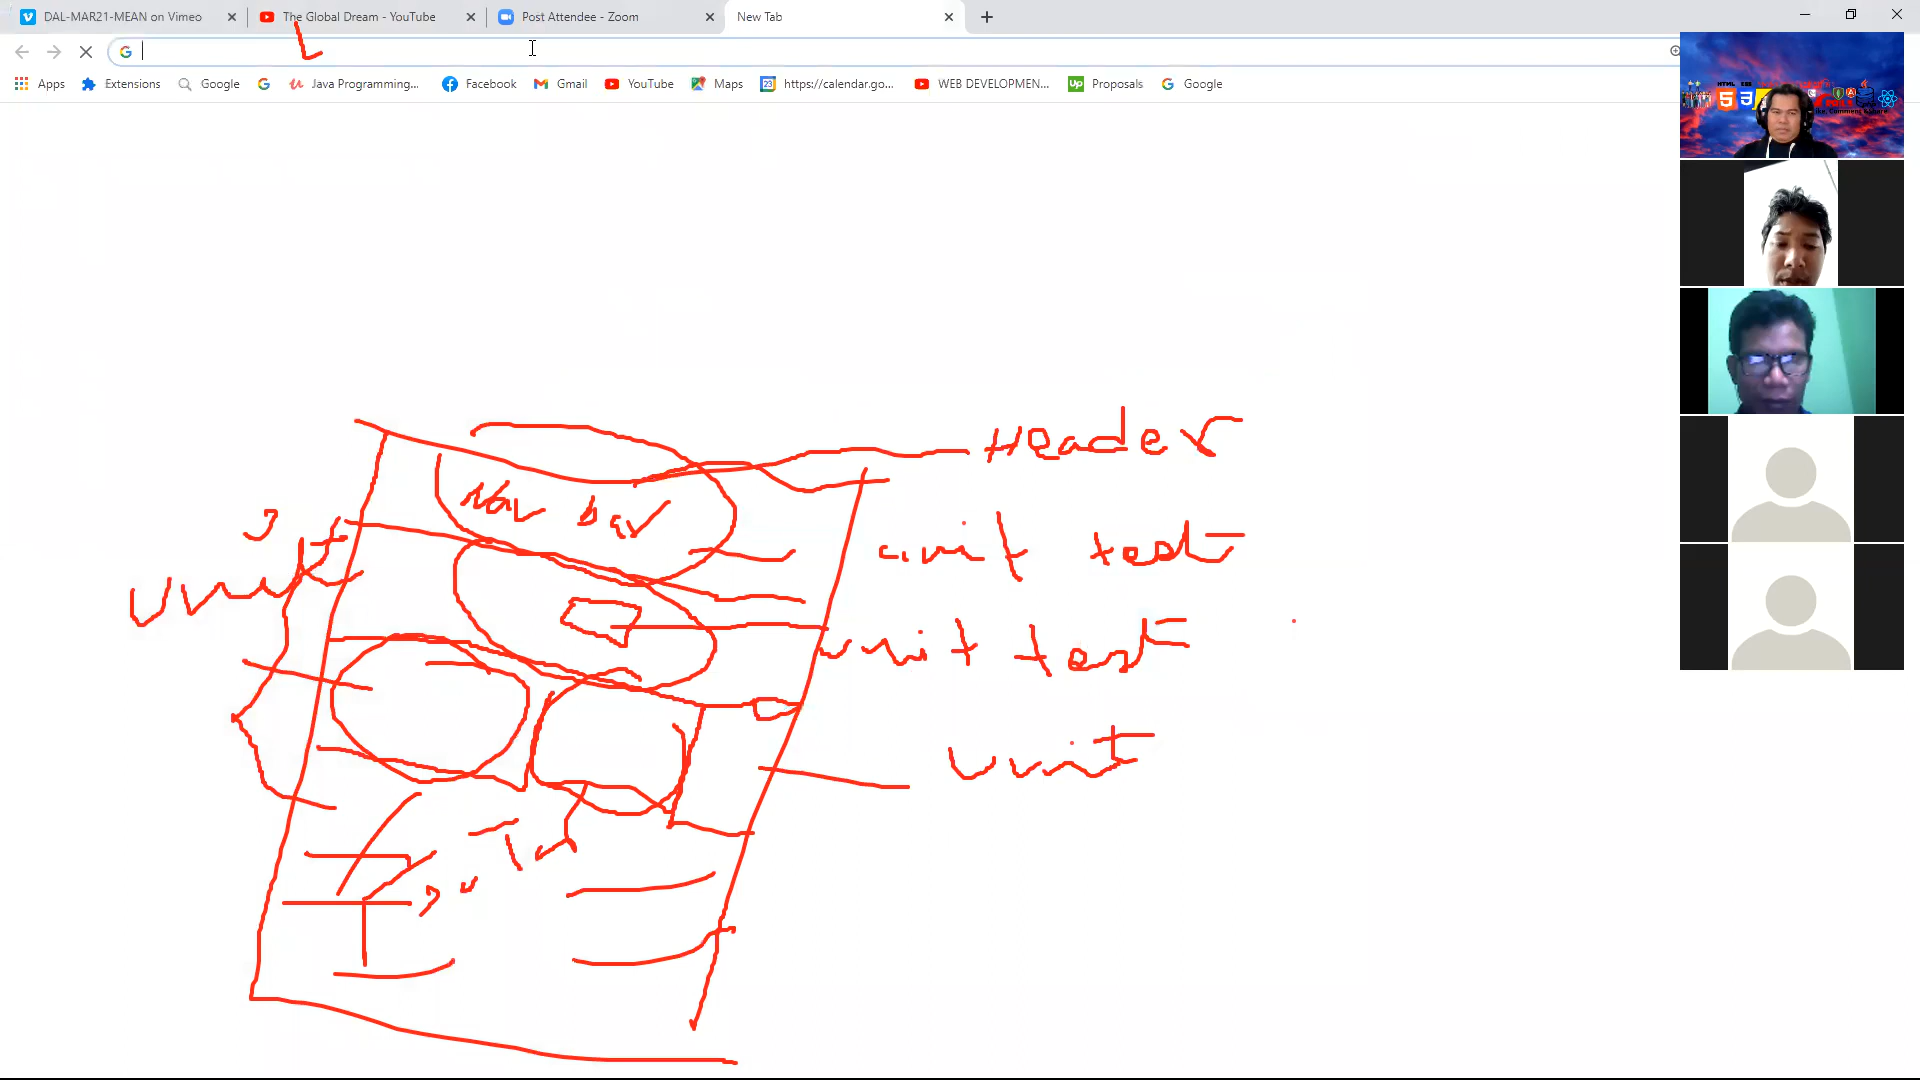 DAL-MAR21-MEAN on Vimeo
The Global Dream - YouTube
Post Attendee - Zoom
New Tab
Apps
Extensions
Google
Java Programming...
Facebook
Gmail
YouTube
Maps
https://calendar.go...
WEB DEVELOPMEN...
Proposals
Google
Header
Nav bar
unit test
unit
unit test
unit